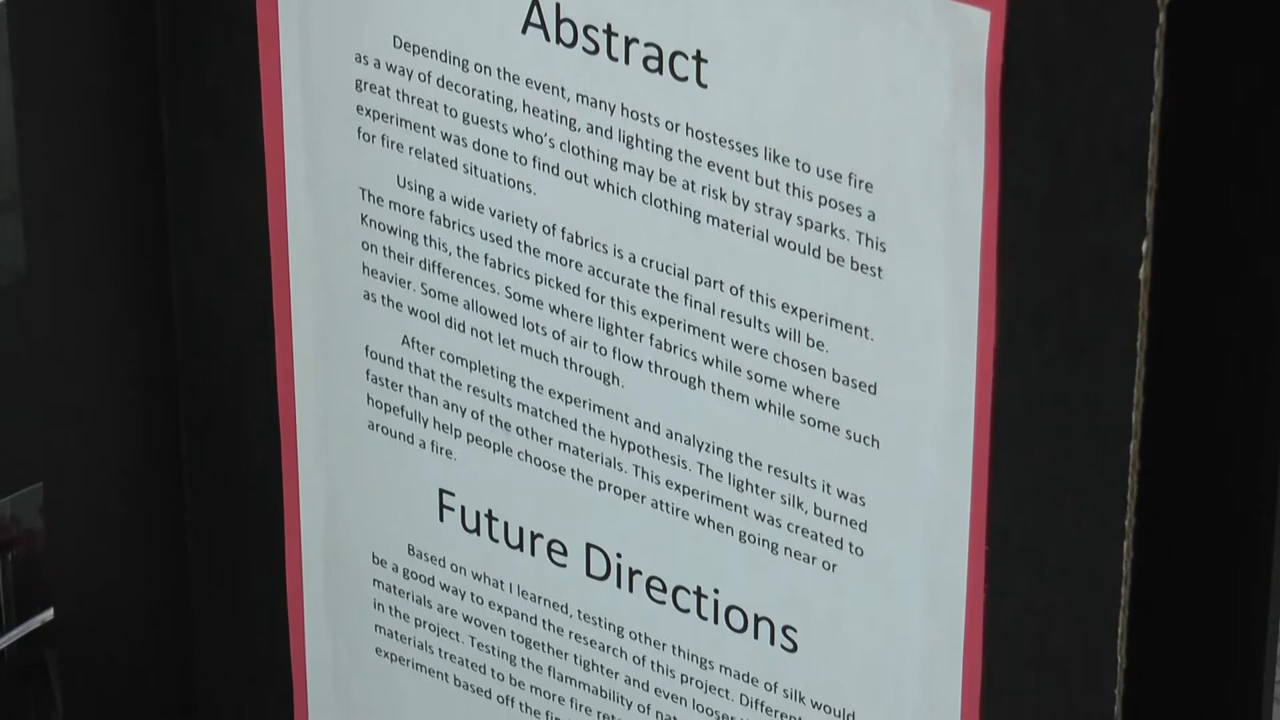 Abstract
Depending on the event, many hosts or hostesses like to use fire
as a way of decorating, heating, and lighting the event but this poses a
great threat to guests who's clothing may be at risk by stray sparks. This
experiment was done to find out which clothing material would be best
for fire related situations.
Using a wide variety of fabrics is a crucial part of this experiment.
The more fabrics used the more accurate the final results will be.
Knowing this, the fabrics picked for this experiment were chosen based
on their differences. Some where lighter fabrics while some where
heavier. Some allowed lots of air to flow through them while some such
as the wool did not let much through.
After completing the experiment and analyzing the results it was
found that the results matched the hypothesis. The lighter silk, burned
faster than any of the other materials. This experiment was created to
hopefully help people choose the proper attire when going near or
around a fire.
Future Directions
Based on what I learned, testing other things made of silk would
be a good way to expand the research of this project. Different
materials are woven together tighter and even looser
in the project. Testing the flammability of
materials treated to be more fire
experiment based off the